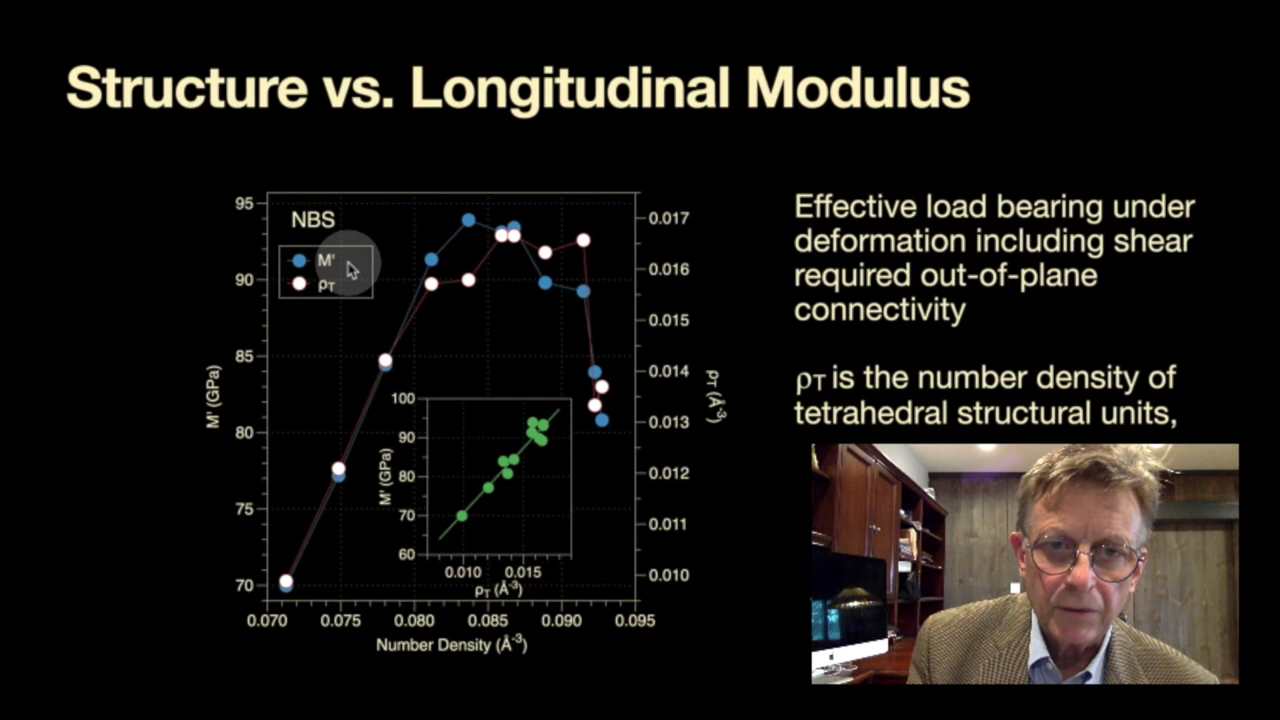 Structure vs. Longitudinal Modulus
NBS
M'
ρT
95
90
85
80
75
70
M' (GPa)
0.017
0.016
0.015
0.014
0.013
0.012
0.011
0.010
ρT (Å-3)
100
90
80
70
60
M' (GPa)
0.010 0.015
ρT (Å-3)
0.070 0.075 0.080 0.085 0.090 0.095
Number Density (Å-3)
Effective load bearing under
deformation including shear
required out-of-plane
connectivity
ρT is the number density of
tetrahedral structural units,